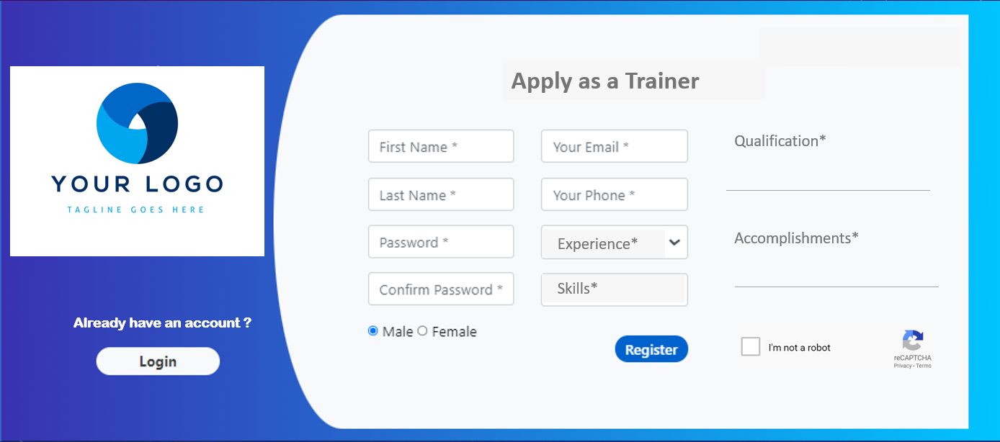 YOUR LOGO
TAGLINE GOES HERE
Already have an account ?
Login
Apply as a Trainer
First Name *
Last Name *
Password *
Confirm Password *
Male
Female
Your Email *
Your Phone *
Experience*
Skills*
Register
Qualification*
Accomplishments*
I'm not a robot
reCAPTCHA
Privacy - Terms